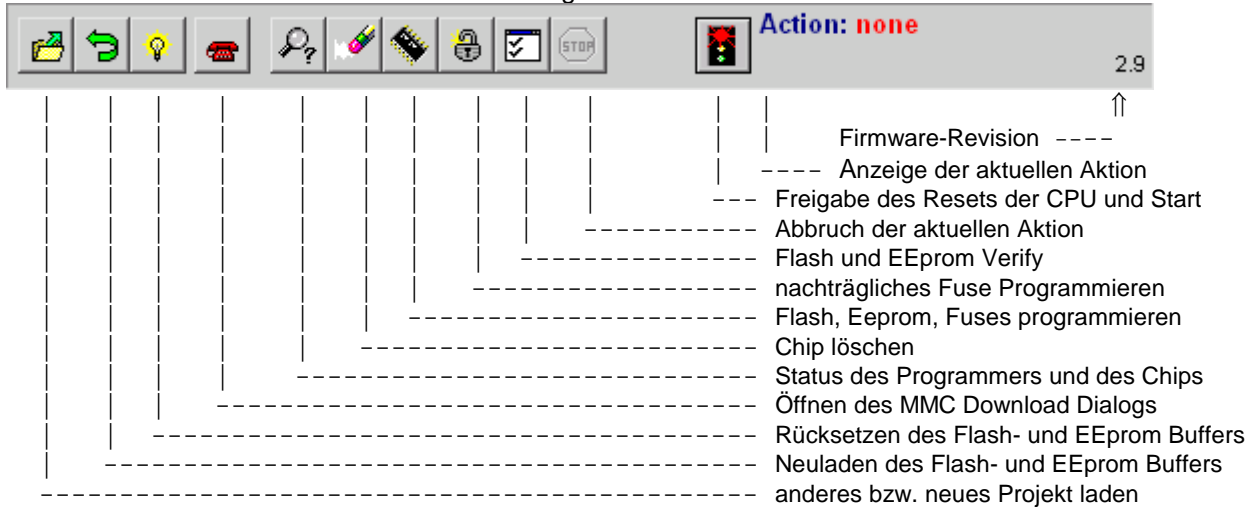 STOP
Action: none
2.9
Firmware-Revision
Anzeige der aktuellen Aktion
Freigabe des Resets der CPU und Start
Abbruch der aktuellen Aktion
Flash und EEprom Verify
nachträgliches Fuse Programmieren
Flash, Eeprom, Fuses programmieren
Chip löschen
Status des Programmers und des Chips
Öffnen des MMC Download Dialogs
Rücksetzen des Flash- und EEprom Buffers
Neuladen des Flash- und EEprom Buffers
anderes bzw. neues Projekt laden